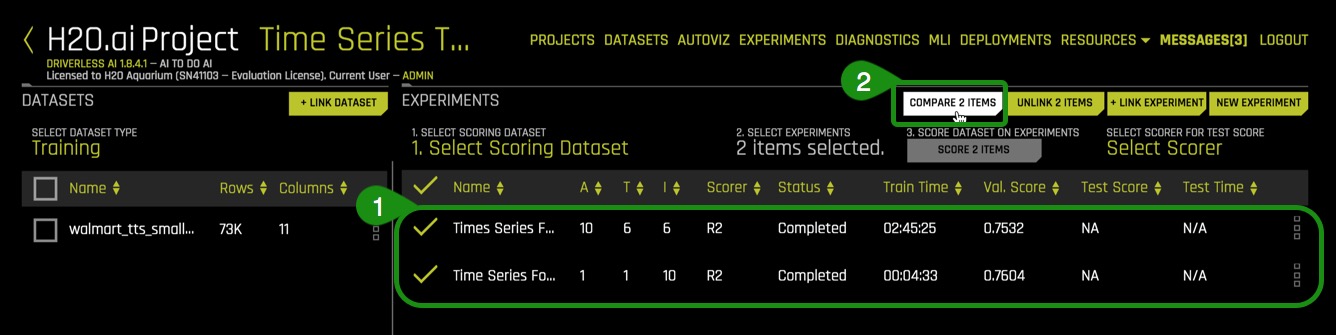 H2O.ai Project Time Series T...
DRIVERLESS AI 1.8.4.1 – AI TO DO AI
Licensed to H2O Aquarium (SN41103 – Evaluation License). Current User – ADMIN
PROJECTS DATASETS AUTOVIZ EXPERIMENTS DIAGNOSTICS MLI DEPLOYMENTS RESOURCES MESSAGES[3] LOGOUT
2
DATASETS
+ LINK DATASET
EXPERIMENTS
COMPARE 2 ITEMS
UNLINK 2 ITEMS
+ LINK EXPERIMENT
NEW EXPERIMENT
SELECT DATASET TYPE
Training
1. SELECT SCORING DATASET
1. Select Scoring Dataset
2. SELECT EXPERIMENTS
2 items selected.
3. SCORE DATASET ON EXPERIMENTS
SCORE 2 ITEMS
SELECT SCORER FOR TEST SCORE
Select Scorer
Name Rows Columns
walmart_tts_small... 73K 11
1
Name A T I Scorer Status Train Time Val. Score Test Score Test Time
Times Series F... 10 6 6 R2 Completed 02:45:25 0.7532 NA N/A
Time Series Fo... 1 1 10 R2 Completed 00:04:33 0.7604 NA N/A